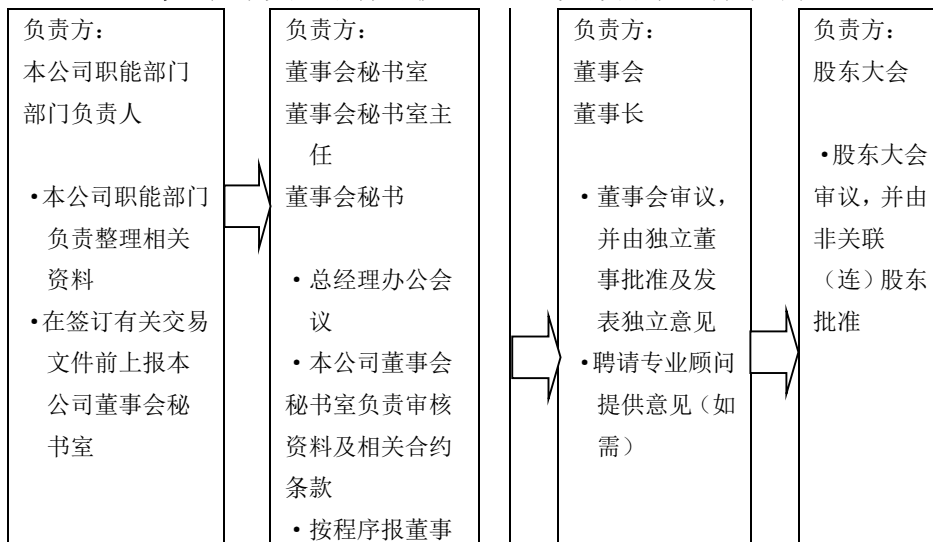 负责方：
本公司职能部门
部门负责人
·本公司职能部门
负责整理相关
资料
·在签订有关交易
文件前上报本
公司董事会秘
书室
负责方：
董事会秘书室
董事会秘书室主
任
董事会秘书
·总经理办公会
议
·本公司董事会
秘书室负责审核
资料及相关合约
条款
·按程序报董事
负责方：
董事会
董事长
·董事会审议，
并由独立董
事批准及发
表独立意见
·聘请专业顾问
提供意见（如
需）
负责方：
股东大会
·股东大会
审议，并由
非关联
（连）股东
批准